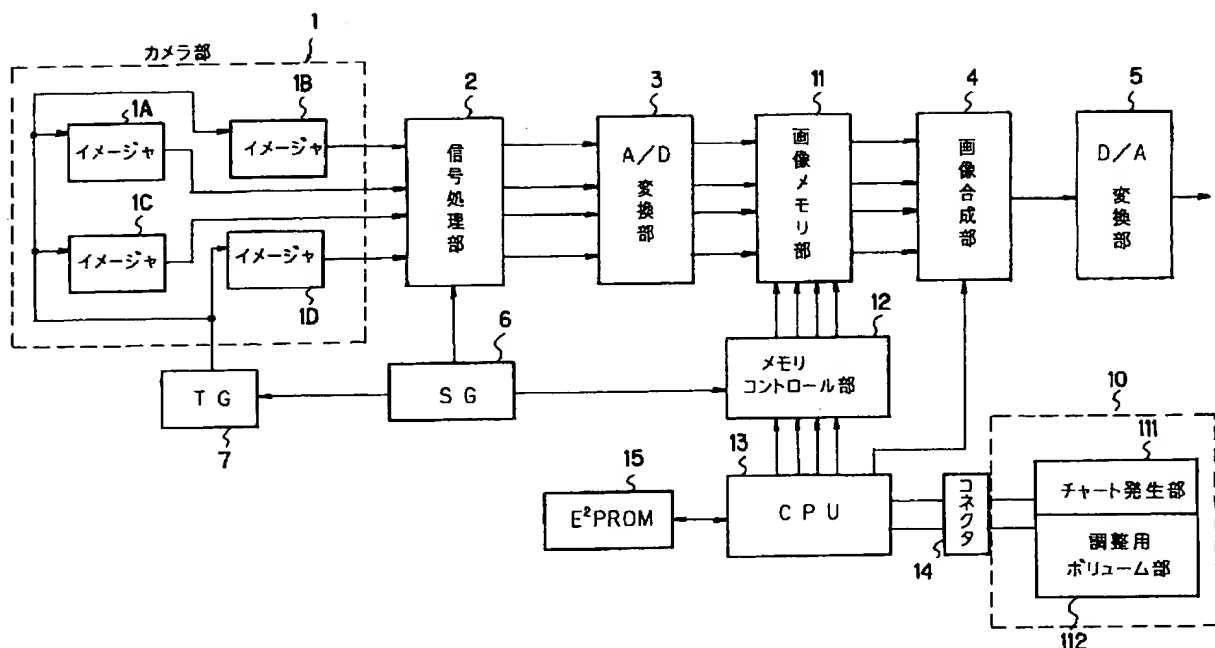 1
カメラ部
1A
イメージャ
1B
イメージャ
1C
イメージャ
イメージャ
1D
2
信号処理部
3
A/D
変換部
11
画像メモリ部
4
画像合成部
5
D/A
変換部
6
SG
TG
7
12
メモリ
コントロール部
13
CPU
15
E²PROM
コネクタ
14
10
111
チャート発生部
調整用
ボリューム部
112